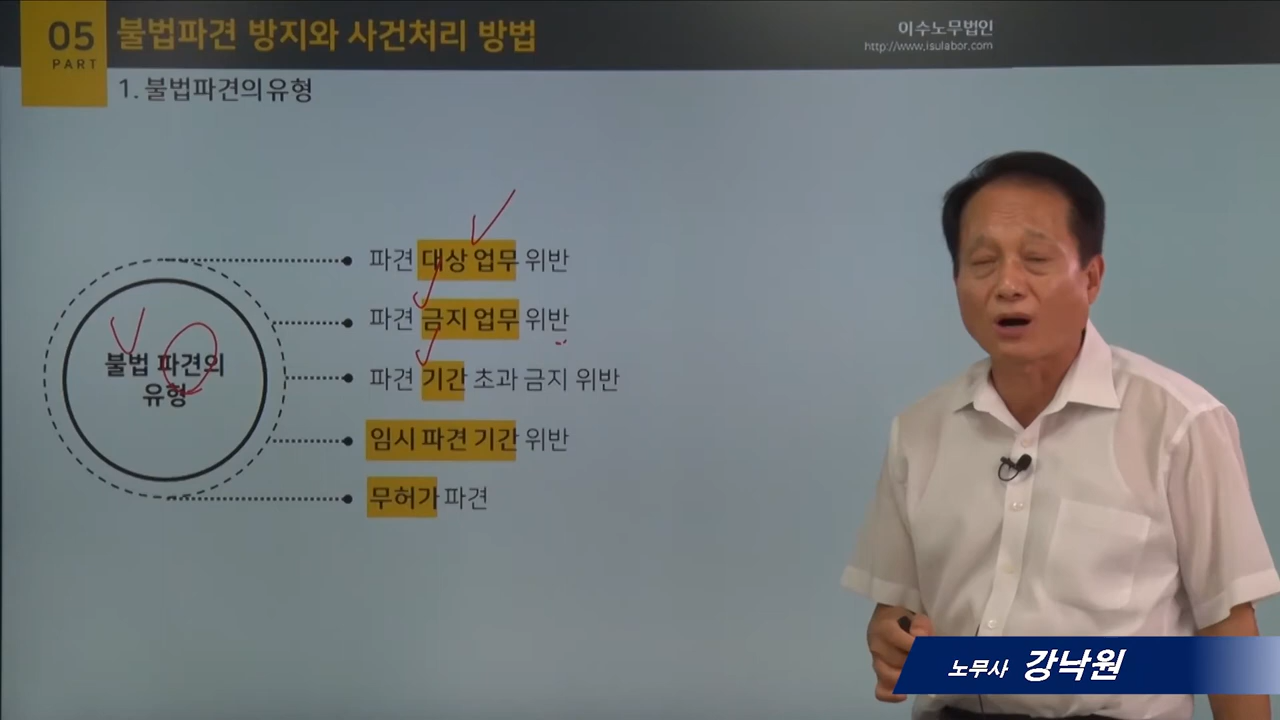 05
PART
불법파견 방지와 사건처리 방법
이수노무법인
http://www.isulabor.com
1. 불법파견의 유형
불법 파견의
유형
파견 대상 업무 위반
파견 금지 업무 위반
파견 기간 초과 금지 위반
임시 파견 기간 위반
무허가 파견
노무사 강낙원